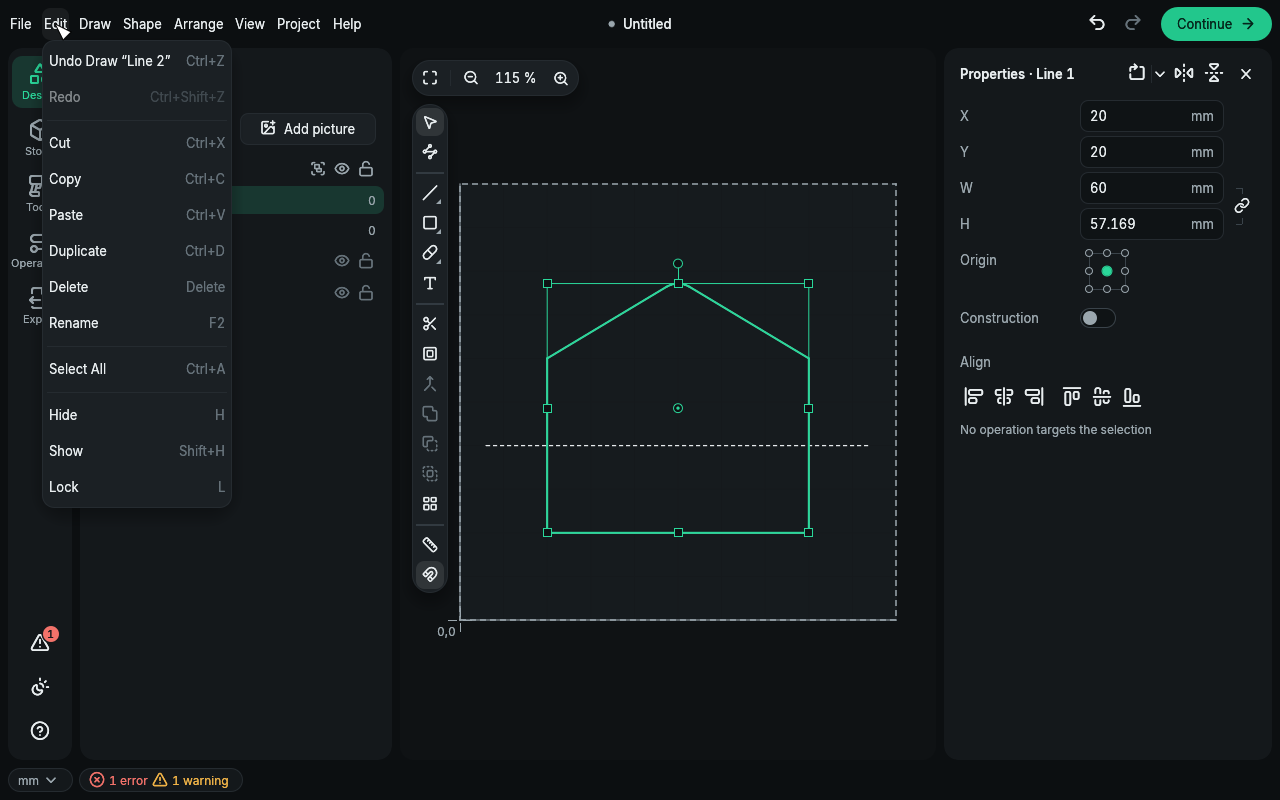 File Edit Draw Shape Arrange View Project Help
Untitled
Continue
Undo Draw “Line 2” Ctrl+Z
Redo Ctrl+Shift+Z
Cut Ctrl+X
Copy Ctrl+C
Paste Ctrl+V
Duplicate Ctrl+D
Delete Delete
Rename F2
Select All Ctrl+A
Hide H
Show Shift+H
Lock L
Add picture
0
0
115 %
0,0
Properties · Line 1
X 20 mm
Y 20 mm
W 60 mm
H 57.169 mm
Origin
Construction
Align
No operation targets the selection
1
mm
1 error 1 warning